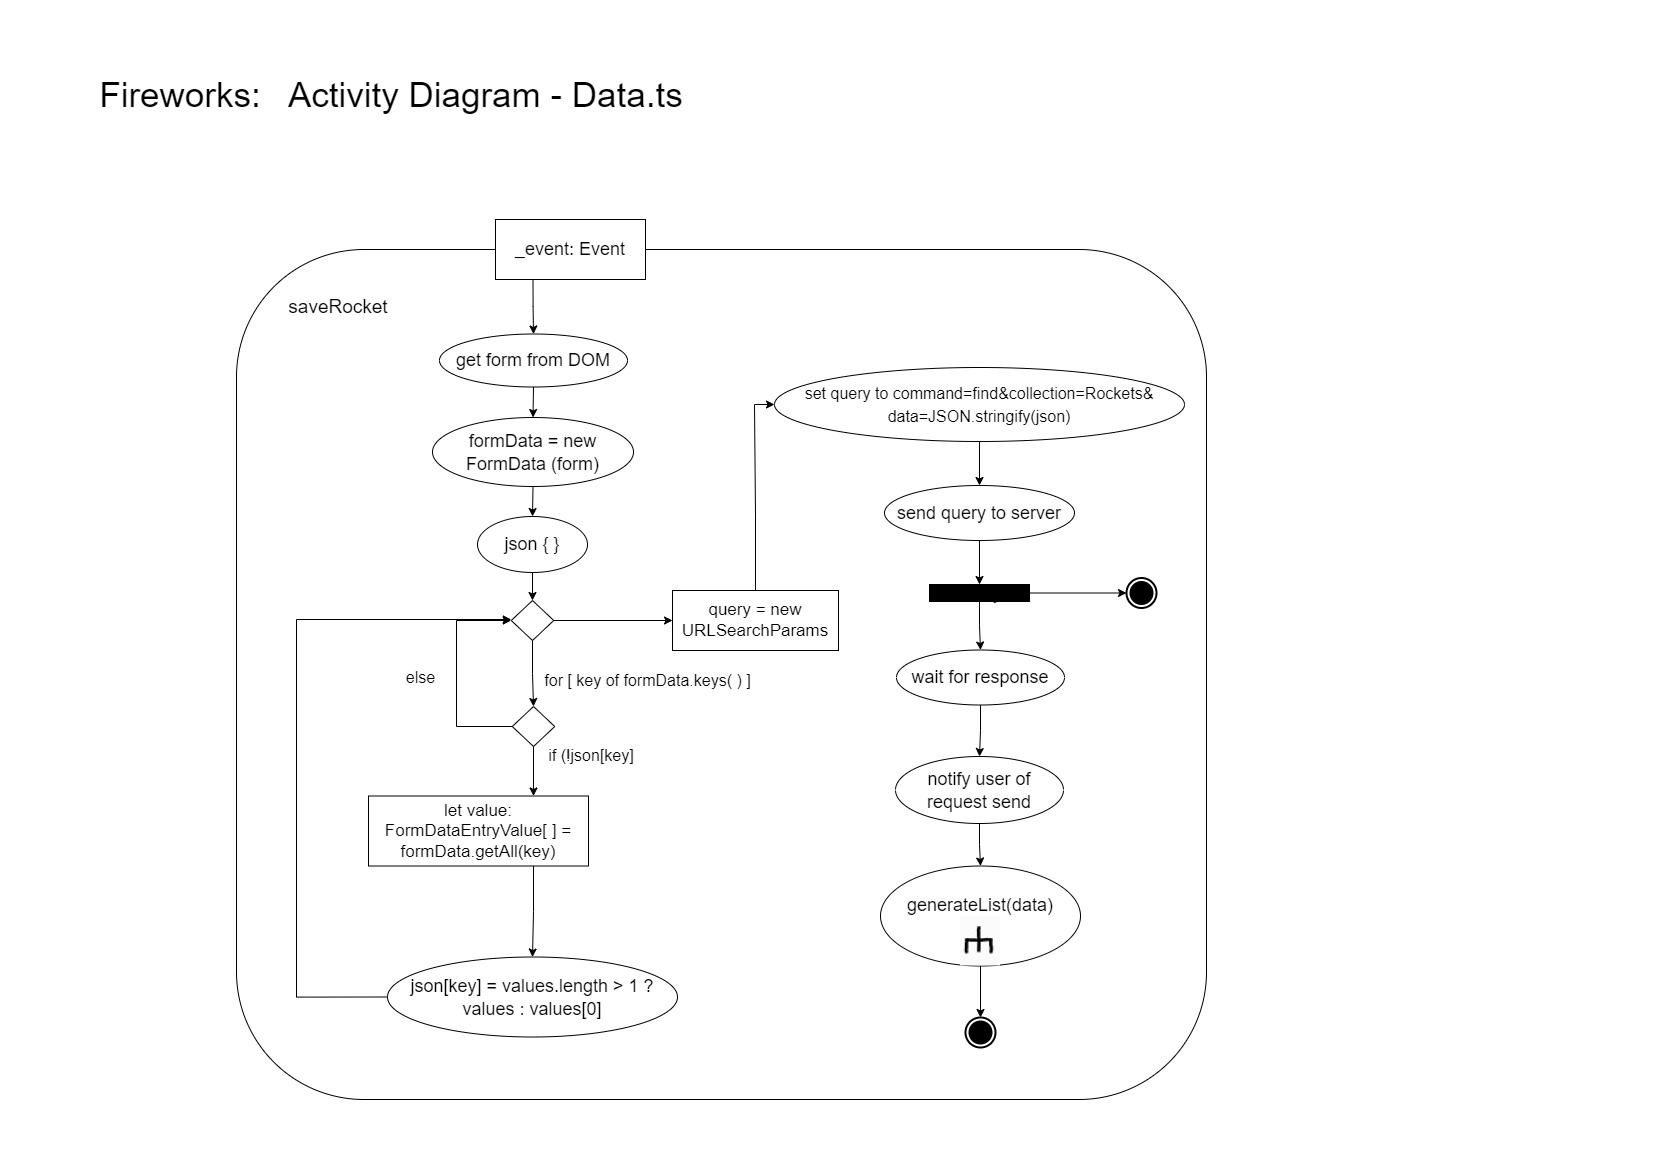 Fireworks:   Activity Diagram - Data.ts
_event: Event
saveRocket
get form from DOM
formData = new
FormData (form)
json { }
else
for [ key of formData.keys( ) ]
if (!json[key]
let value:
FormDataEntryValue[ ] =
formData.getAll(key)
json[key] = values.length > 1 ?
values : values[0]
query = new
URLSearchParams
set query to command=find&collection=Rockets&
data=JSON.stringify(json)
send query to server
wait for response
notify user of
request send
generateList(data)